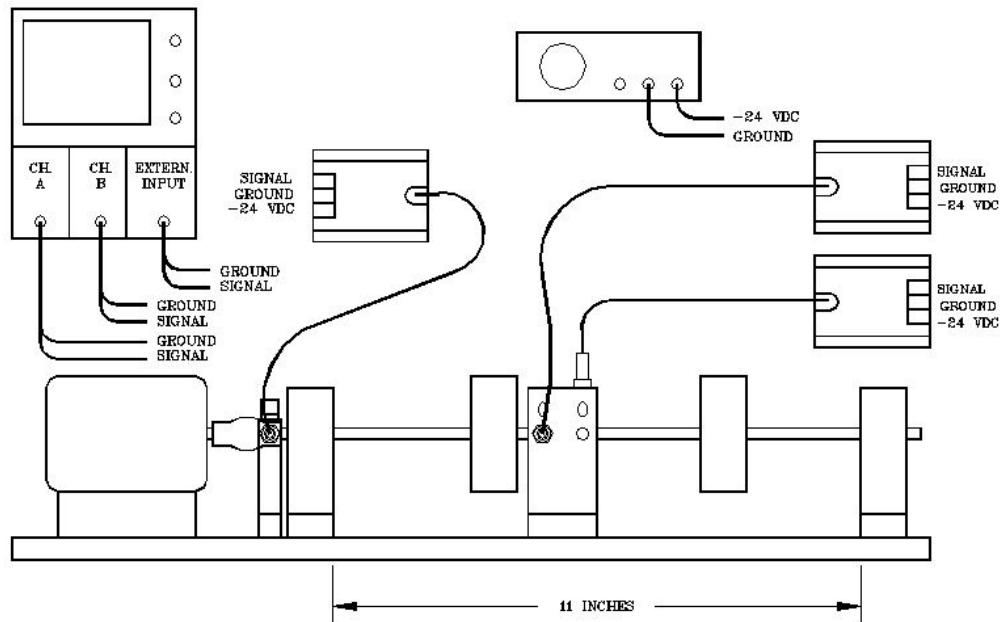 CH. A
CH. B
EXTERN. INPUT
GROUND
SIGNAL
GROUND
SIGNAL
GROUND
SIGNAL
SIGNAL
GROUND
-24 VDC
-24 VDC
GROUND
SIGNAL
GROUND
-24 VDC
SIGNAL
GROUND
-24 VDC
11 INCHES